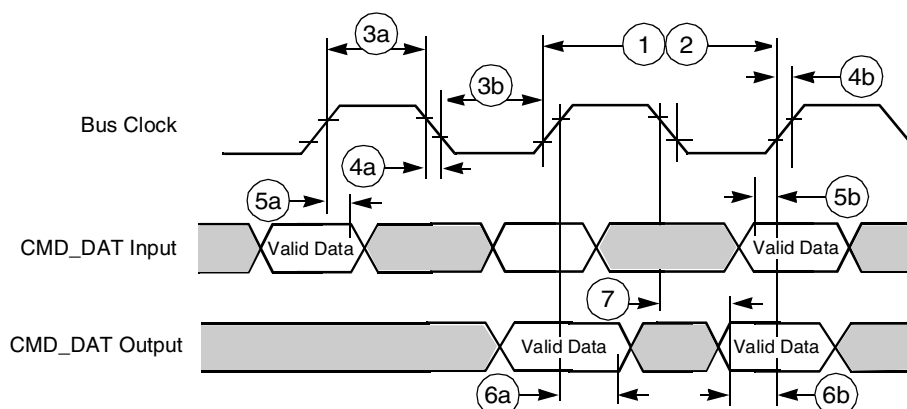 3a
1
2
3b
4b
Bus Clock
4a
5a
5b
CMD_DAT Input
Valid Data
Valid Data
7
CMD_DAT Output
Valid Data
Valid Data
6a
6b